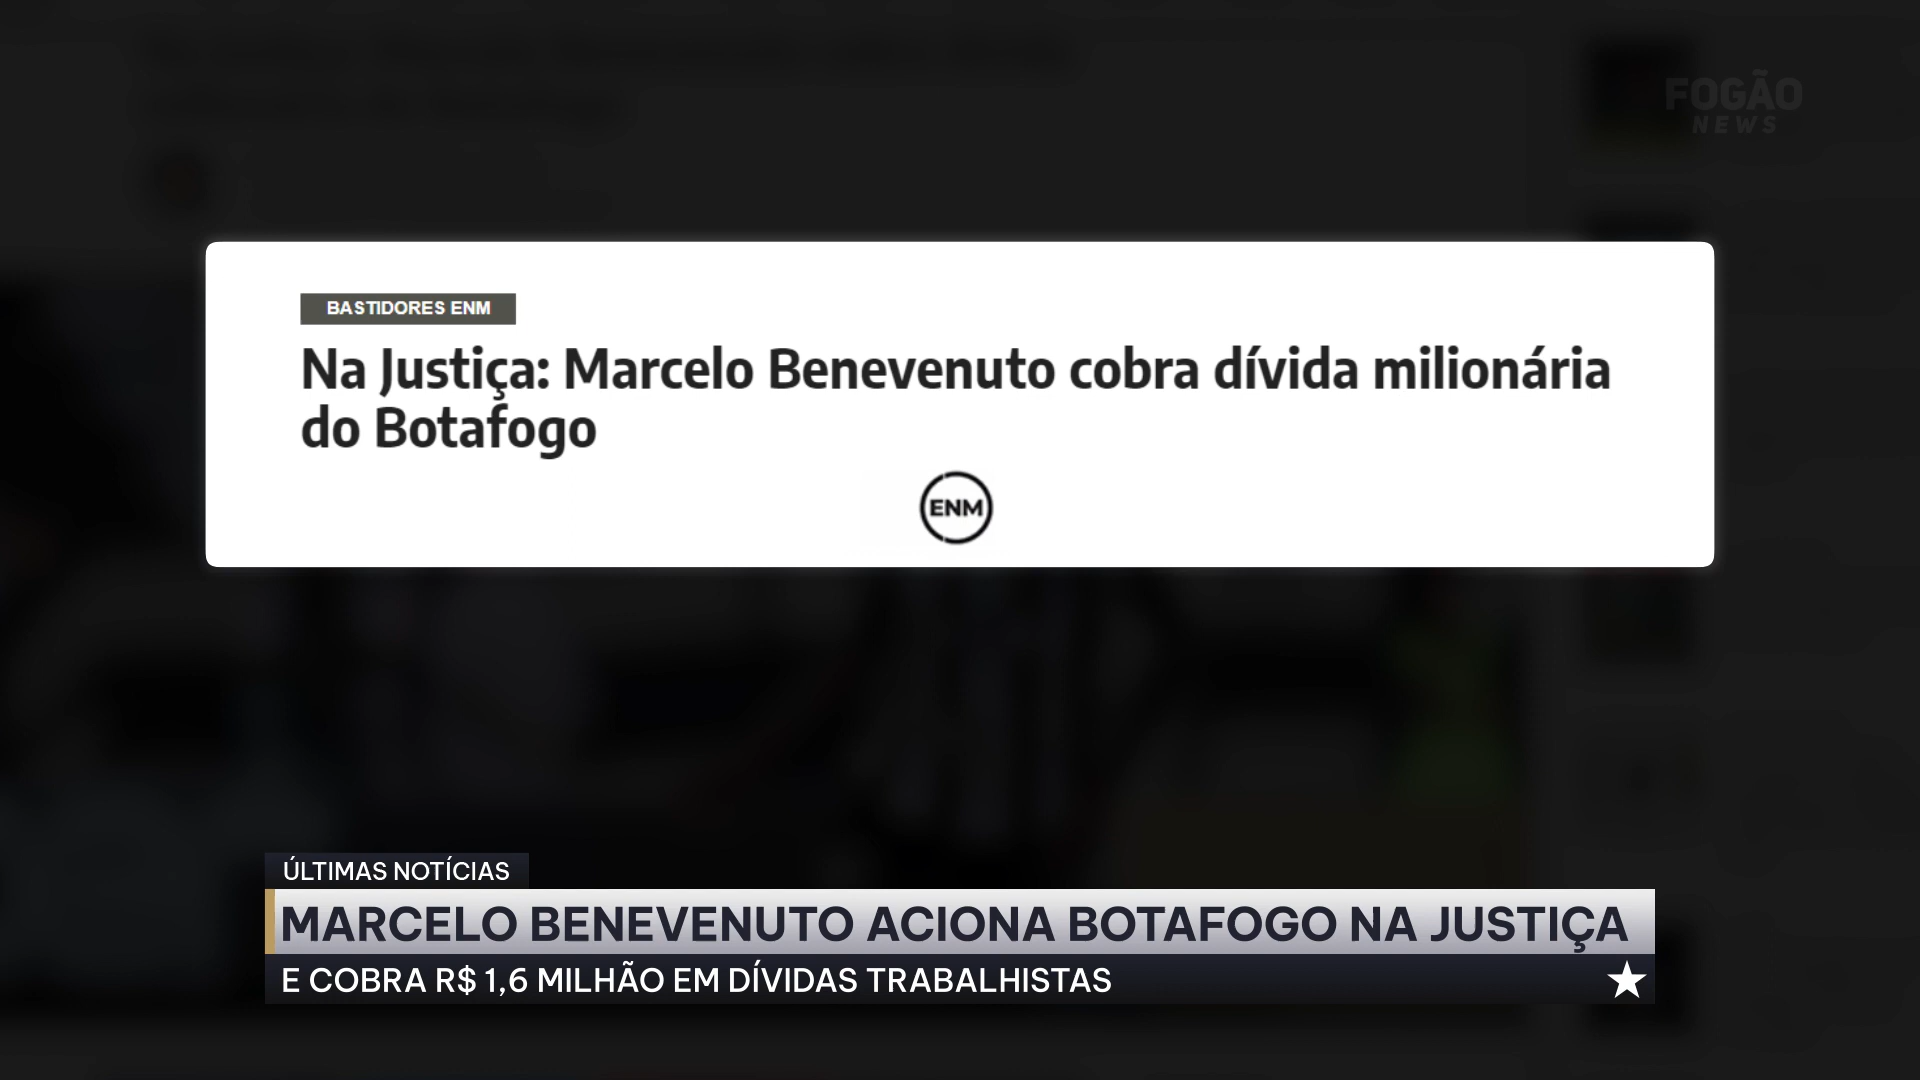 FOGÃO
NEWS
BASTIDORES ENM
Na Justiça: Marcelo Benevenuto cobra dívida milionária
do Botafogo
ENM
ÚLTIMAS NOTÍCIAS
MARCELO BENEVENUTO ACIONA BOTAFOGO NA JUSTIÇA
E COBRA R$ 1,6 MILHÃO EM DÍVIDAS TRABALHISTAS